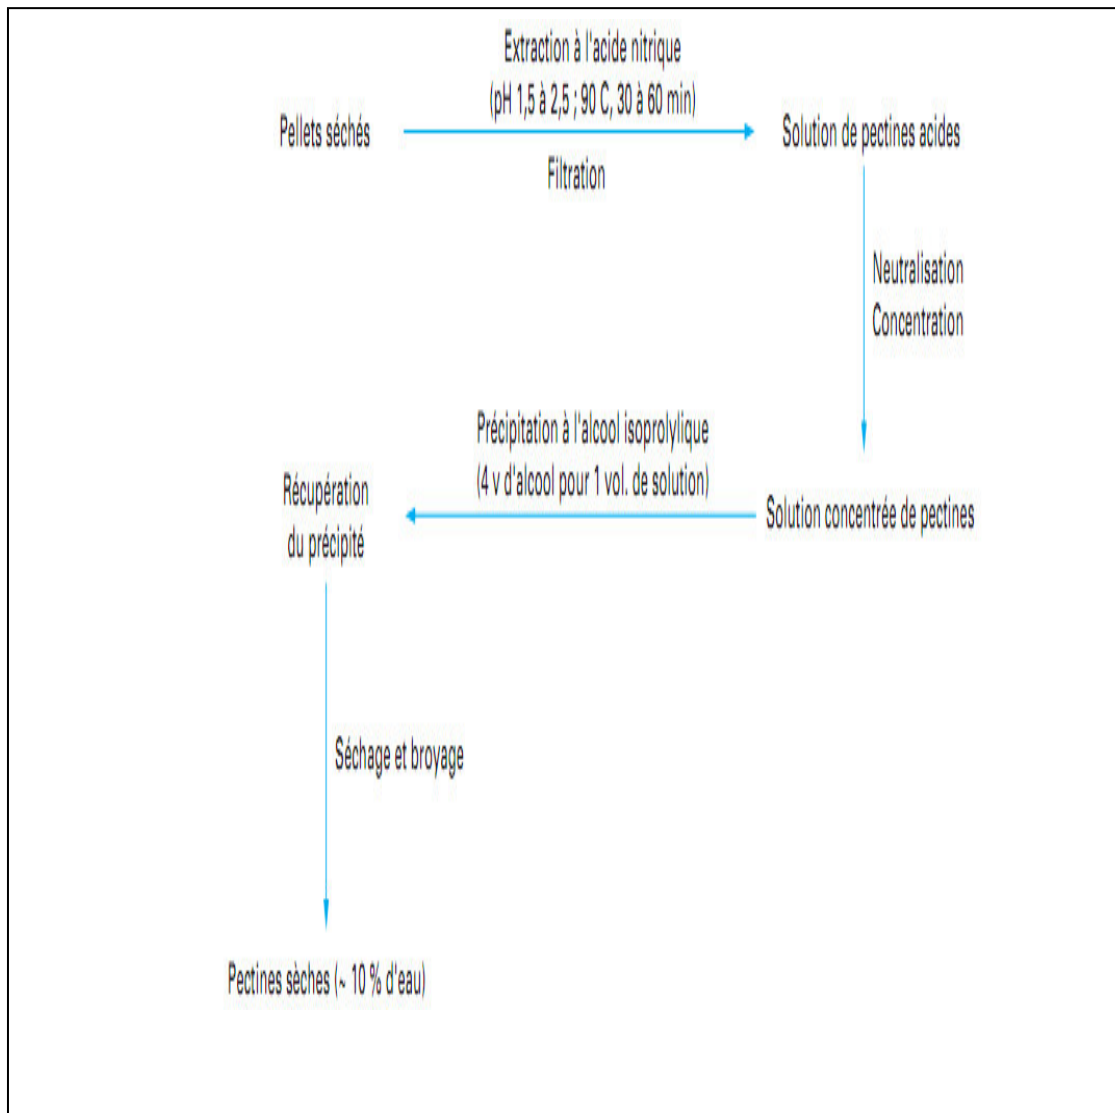 Extraction à l'acide nitrique
(pH 1,5 à 2,5 ; 90 C, 30 à 60 min)
Pellets séchés
Solution de pectines acides
Filtration
Neutralisation
Concentration
Précipitation à l'alcool isoprolylique
(4 v d'alcool pour 1 vol. de solution)
Récupération
du précipité
Solution concentrée de pectines
Séchage et broyage
Pectines sèches (~ 10 % d'eau)